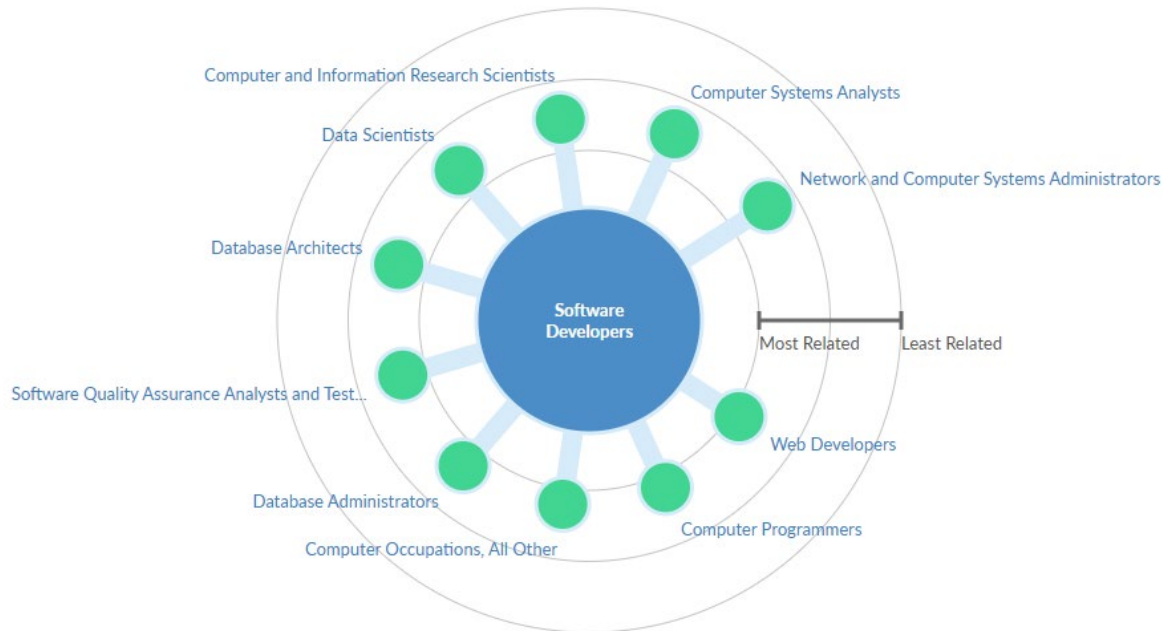 Computer and Information Research Scientists
Computer Systems Analysts
Data Scientists
Network and Computer Systems Administrators
Database Architects
Software
Developers
Most Related
Least Related
Software Quality Assurance Analysts and Test...
Web Developers
Database Administrators
Computer Programmers
Computer Occupations, All Other